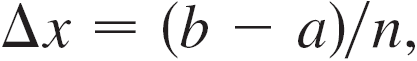 Δx = (b − a)/n,